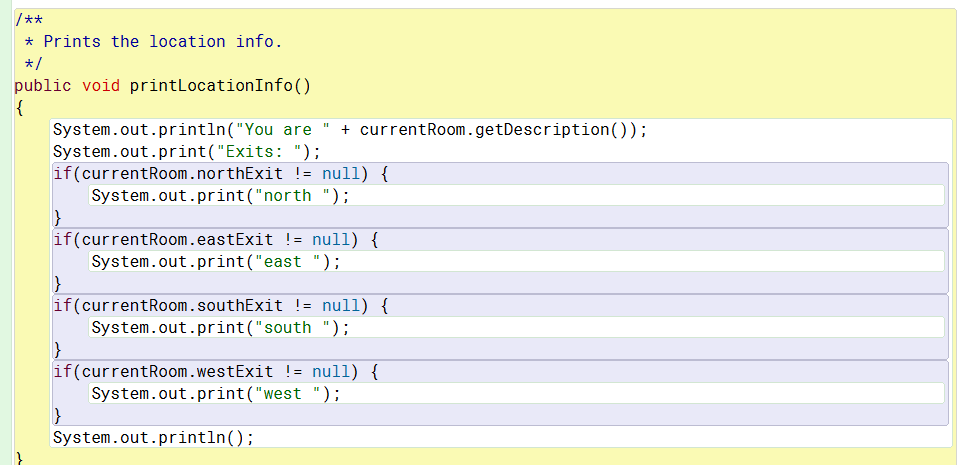 /**
 * Prints the location info.
 */
public void printLocationInfo()
{
    System.out.println("You are " + currentRoom.getDescription());
    System.out.print("Exits: ");
    if(currentRoom.northExit != null) {
        System.out.print("north ");
    }
    if(currentRoom.eastExit != null) {
        System.out.print("east ");
    }
    if(currentRoom.southExit != null) {
        System.out.print("south ");
    }
    if(currentRoom.westExit != null) {
        System.out.print("west ");
    }
    System.out.println();
}